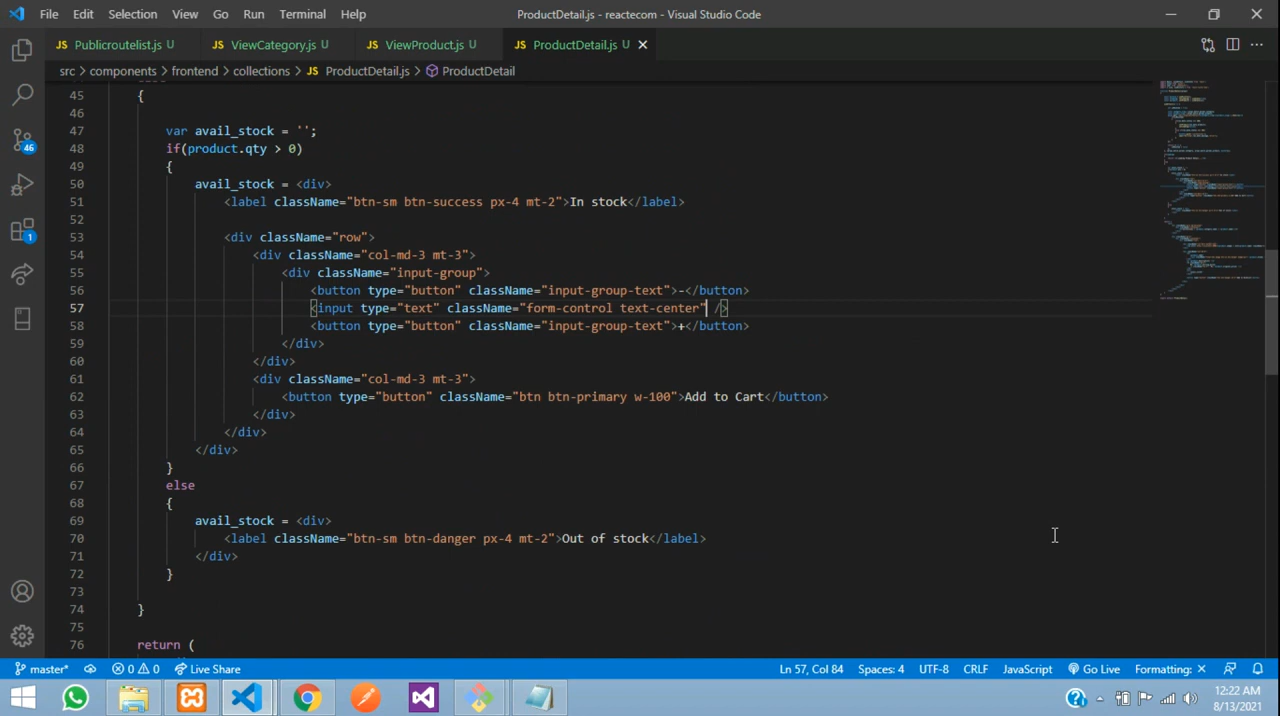 File Edit Selection View Go Run Terminal Help ProductDetail.js - reactecom - Visual Studio Code
JS Publicroutelist.js U JS ViewCategory.js U JS ViewProduct.js U JS ProductDetail.js U
src > components > frontend > collections > JS ProductDetail.js > ProductDetail
45 {
46
47 var avail_stock = '';
48 if(product.qty > 0)
49 {
50 avail_stock = <div>
51 <label className="btn-sm btn-success px-4 mt-2">In stock</label>
52
53 <div className="row">
54 <div className="col-md-3 mt-3">
55 <div className="input-group">
56 <button type="button" className="input-group-text">-</button>
57 <input type="text" className="form-control text-center" />
58 <button type="button" className="input-group-text">+</button>
59 </div>
60 </div>
61 <div className="col-md-3 mt-3">
62 <button type="button" className="btn btn-primary w-100">Add to Cart</button>
63 </div>
64 </div>
65 </div>
66 }
67 else
68 {
69 avail_stock = <div>
70 <label className="btn-sm btn-danger px-4 mt-2">Out of stock</label>
71 </div>
72 }
73
74 }
75
76 return (
46
1
master* 0 0 Live Share Ln 57, Col 84 Spaces: 4 UTF-8 CRLF JavaScript Go Live Formatting: ×
12:22 AM
8/13/2021